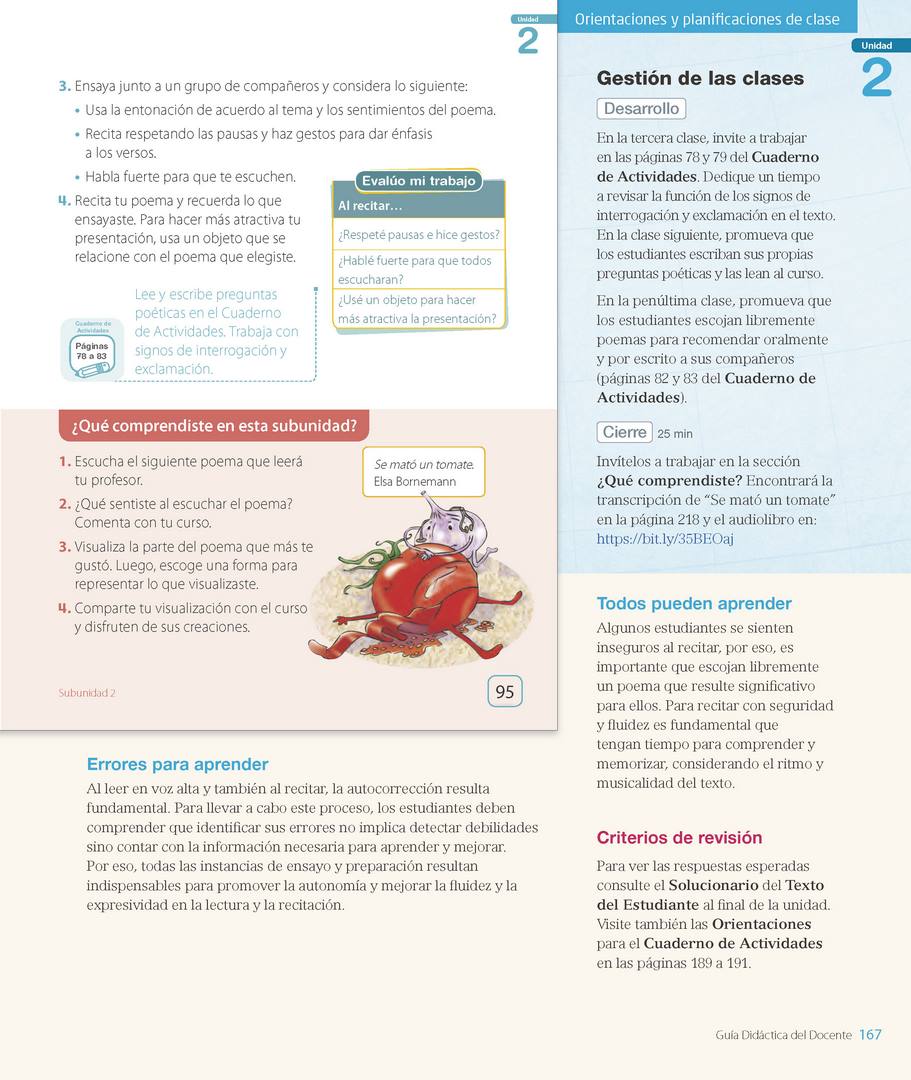 Unidad
2
3. Ensaya junto a un grupo de compañeros y considera lo siguiente:
• Usa la entonación de acuerdo al tema y los sentimientos del poema.
• Recita respetando las pausas y haz gestos para dar énfasis
a los versos.
• Habla fuerte para que te escuchen.
4. Recita tu poema y recuerda lo que
ensayaste. Para hacer más atractiva tu
presentación, usa un objeto que se
relacione con el poema que elegiste.
Evalúo mi trabajo
Al recitar…
¿Respeté pausas e hice gestos?
¿Hablé fuerte para que todos
escucharan?
¿Usé un objeto para hacer
más atractiva la presentación?
Cuaderno de
Actividades
Páginas
78 a 83
Lee y escribe preguntas
poéticas en el Cuaderno
de Actividades. Trabaja con
signos de interrogación y
exclamación.
¿Qué comprendiste en esta subunidad?
1. Escucha el siguiente poema que leerá
tu profesor.
2. ¿Qué sentiste al escuchar el poema?
Comenta con tu curso.
3. Visualiza la parte del poema que más te
gustó. Luego, escoge una forma para
representar lo que visualizaste.
4. Comparte tu visualización con el curso
y disfruten de sus creaciones.
Se mató un tomate.
Elsa Bornemann
Subunidad 2
95
Errores para aprender
Al leer en voz alta y también al recitar, la autocorrección resulta
fundamental. Para llevar a cabo este proceso, los estudiantes deben
comprender que identificar sus errores no implica detectar debilidades
sino contar con la información necesaria para aprender y mejorar.
Por eso, todas las instancias de ensayo y preparación resultan
indispensables para promover la autonomía y mejorar la fluidez y la
expresividad en la lectura y la recitación.
Orientaciones y planificaciones de clase
Unidad
2
Gestión de las clases
Desarrollo
En la tercera clase, invite a trabajar
en las páginas 78 y 79 del Cuaderno
de Actividades. Dedique un tiempo
a revisar la función de los signos de
interrogación y exclamación en el texto.
En la clase siguiente, promueva que
los estudiantes escriban sus propias
preguntas poéticas y las lean al curso.
En la penúltima clase, promueva que
los estudiantes escojan libremente
poemas para recomendar oralmente
y por escrito a sus compañeros
(páginas 82 y 83 del Cuaderno de
Actividades).
Cierre 25 min
Invítelos a trabajar en la sección
¿Qué comprendiste? Encontrará la
transcripción de “Se mató un tomate”
en la página 218 y el audiolibro en:
https://bit.ly/35BEOaj
Todos pueden aprender
Algunos estudiantes se sienten
inseguros al recitar, por eso, es
importante que escojan libremente
un poema que resulte significativo
para ellos. Para recitar con seguridad
y fluidez es fundamental que
tengan tiempo para comprender y
memorizar, considerando el ritmo y
musicalidad del texto.
Criterios de revisión
Para ver las respuestas esperadas
consulte el Solucionario del Texto
del Estudiante al final de la unidad.
Visite también las Orientaciones
para el Cuaderno de Actividades
en las páginas 189 a 191.
Guía Didáctica del Docente 167